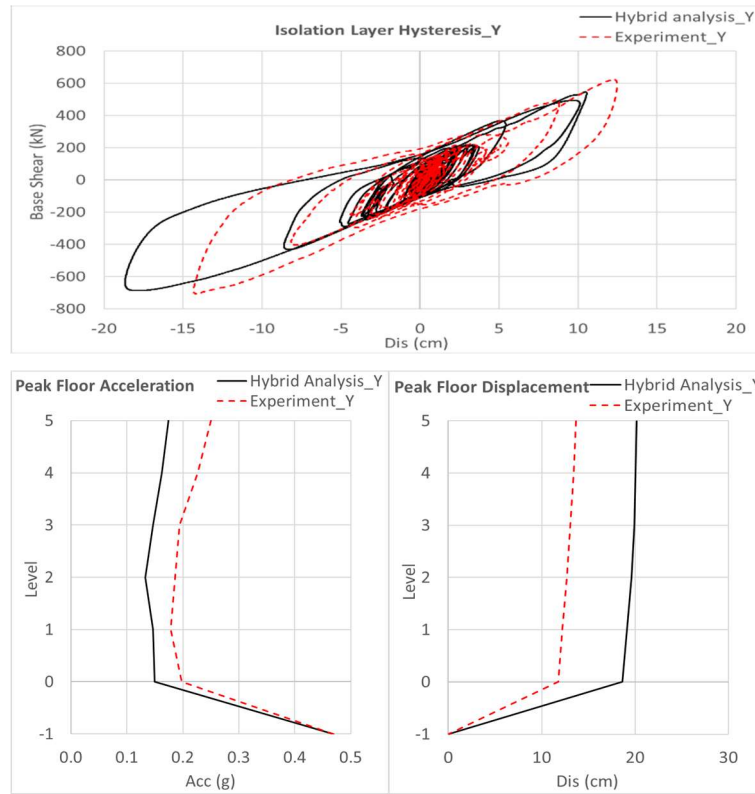 Isolation Layer Hysteresis_Y
Hybrid analysis_Y
Experiment_Y
800
600
400
200
0
-200
-400
-600
-800
Base Shear (kN)
-20 -15 -10 -5 0 5 10 15 20
Dis (cm)
Peak Floor Acceleration
Hybrid Analysis_Y
Experiment_Y
5
4
3
2
1
0
-1
Level
0.0 0.1 0.2 0.3 0.4 0.5
Acc (g)
Peak Floor Displacement
Hybrid Analysis_Y
Experiment_Y
5
4
3
2
1
0
-1
Level
0 10 20 30
Dis (cm)